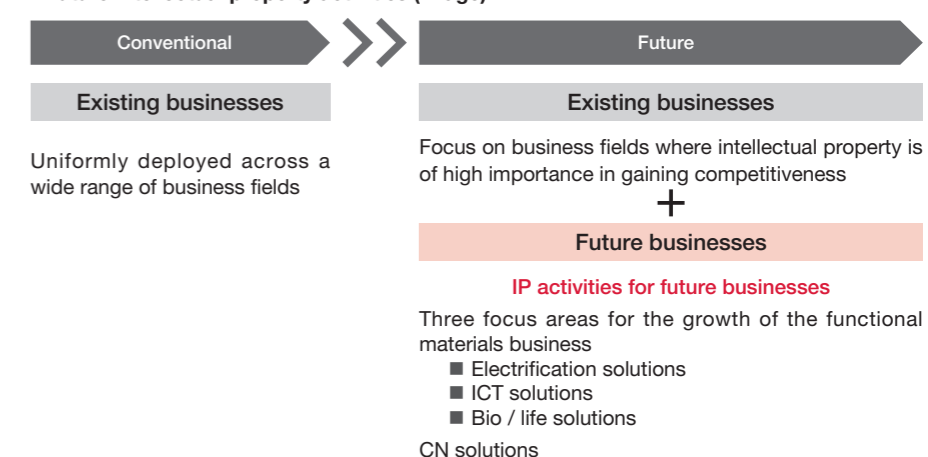 Conventional
Future
Existing businesses
Uniformly deployed across a
wide range of business fields
Existing businesses
Focus on business fields where intellectual property is
of high importance in gaining competitiveness
+
Future businesses
IP activities for future businesses
Three focus areas for the growth of the functional
materials business
■ Electrification solutions
■ ICT solutions
■ Bio / life solutions
CN solutions